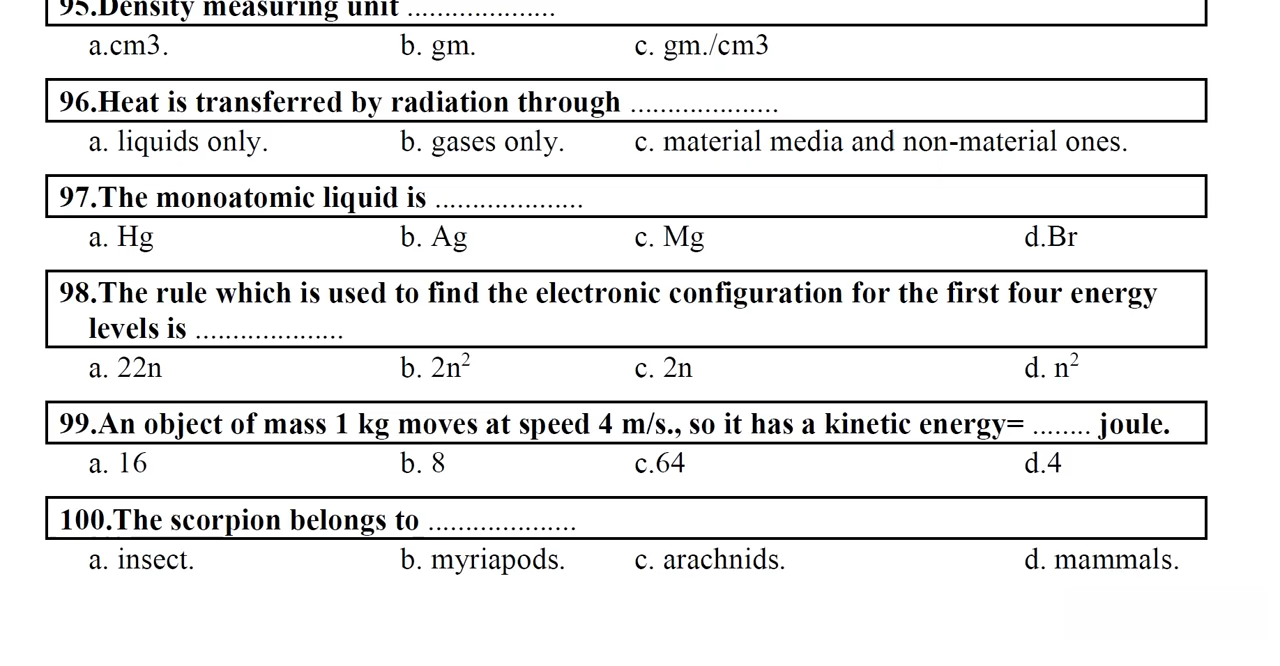 95.Density measuring unit ....................
a.cm3. b. gm. c. gm./cm3
96.Heat is transferred by radiation through ....................
a. liquids only. b. gases only. c. material media and non-material ones.
97.The monoatomic liquid is ....................
a. Hg b. Ag c. Mg d.Br
98.The rule which is used to find the electronic configuration for the first four energy
levels is ....................
a. 22n b. 2n² c. 2n d. n²
99.An object of mass 1 kg moves at speed 4 m/s., so it has a kinetic energy= ........ joule.
a. 16 b. 8 c.64 d.4
100.The scorpion belongs to ....................
a. insect. b. myriapods. c. arachnids. d. mammals.